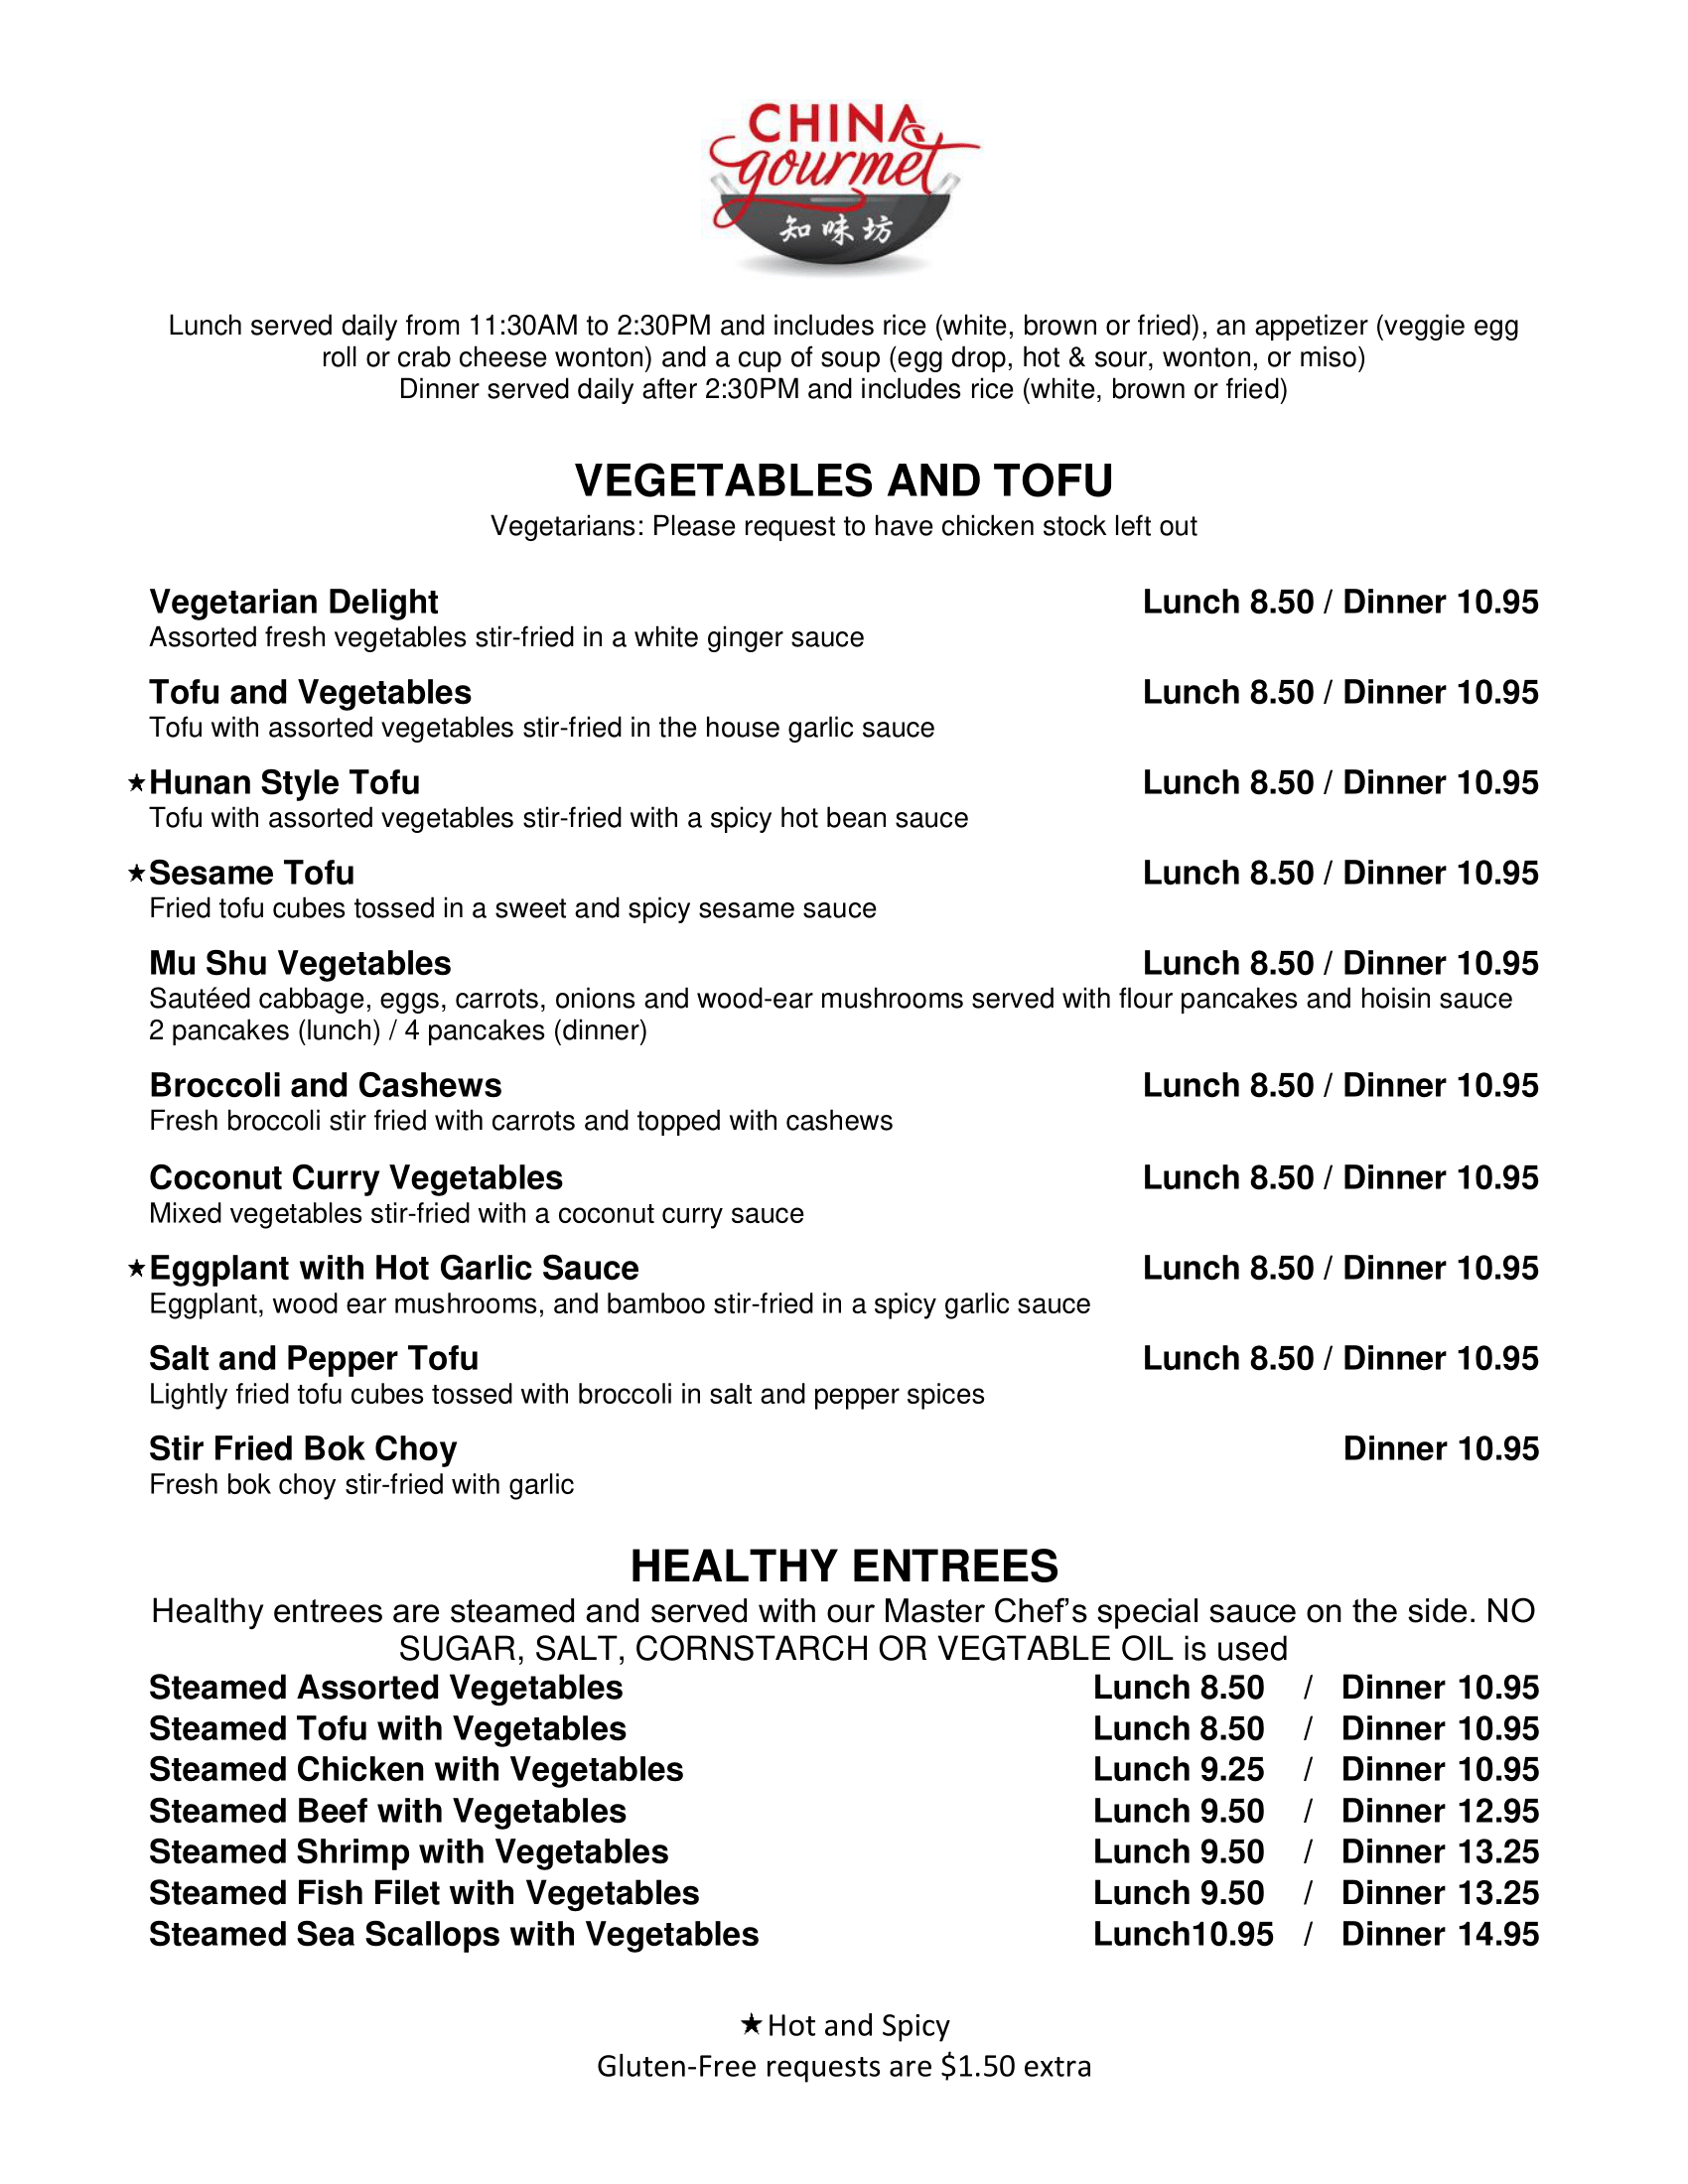 CHINA
gourmet
知味坊
Lunch served daily from 11:30AM to 2:30PM and includes rice (white, brown or fried), an appetizer (veggie egg
roll or crab cheese wonton) and a cup of soup (egg drop, hot & sour, wonton, or miso)
Dinner served daily after 2:30PM and includes rice (white, brown or fried)
VEGETABLES AND TOFU
Vegetarians: Please request to have chicken stock left out
Vegetarian Delight Lunch 8.50 / Dinner 10.95
Assorted fresh vegetables stir-fried in a white ginger sauce
Tofu and Vegetables Lunch 8.50 / Dinner 10.95
Tofu with assorted vegetables stir-fried in the house garlic sauce
★Hunan Style Tofu Lunch 8.50 / Dinner 10.95
Tofu with assorted vegetables stir-fried with a spicy hot bean sauce
★Sesame Tofu Lunch 8.50 / Dinner 10.95
Fried tofu cubes tossed in a sweet and spicy sesame sauce
Mu Shu Vegetables Lunch 8.50 / Dinner 10.95
Sautéed cabbage, eggs, carrots, onions and wood-ear mushrooms served with flour pancakes and hoisin sauce
2 pancakes (lunch) / 4 pancakes (dinner)
Broccoli and Cashews Lunch 8.50 / Dinner 10.95
Fresh broccoli stir fried with carrots and topped with cashews
Coconut Curry Vegetables Lunch 8.50 / Dinner 10.95
Mixed vegetables stir-fried with a coconut curry sauce
★Eggplant with Hot Garlic Sauce Lunch 8.50 / Dinner 10.95
Eggplant, wood ear mushrooms, and bamboo stir-fried in a spicy garlic sauce
Salt and Pepper Tofu Lunch 8.50 / Dinner 10.95
Lightly fried tofu cubes tossed with broccoli in salt and pepper spices
Stir Fried Bok Choy Dinner 10.95
Fresh bok choy stir-fried with garlic
HEALTHY ENTREES
Healthy entrees are steamed and served with our Master Chef's special sauce on the side. NO
SUGAR, SALT, CORNSTARCH OR VEGTABLE OIL is used
Steamed Assorted Vegetables Lunch 8.50 / Dinner 10.95
Steamed Tofu with Vegetables Lunch 8.50 / Dinner 10.95
Steamed Chicken with Vegetables Lunch 9.25 / Dinner 10.95
Steamed Beef with Vegetables Lunch 9.50 / Dinner 12.95
Steamed Shrimp with Vegetables Lunch 9.50 / Dinner 13.25
Steamed Fish Filet with Vegetables Lunch 9.50 / Dinner 13.25
Steamed Sea Scallops with Vegetables Lunch10.95 / Dinner 14.95
★Hot and Spicy
Gluten-Free requests are $1.50 extra